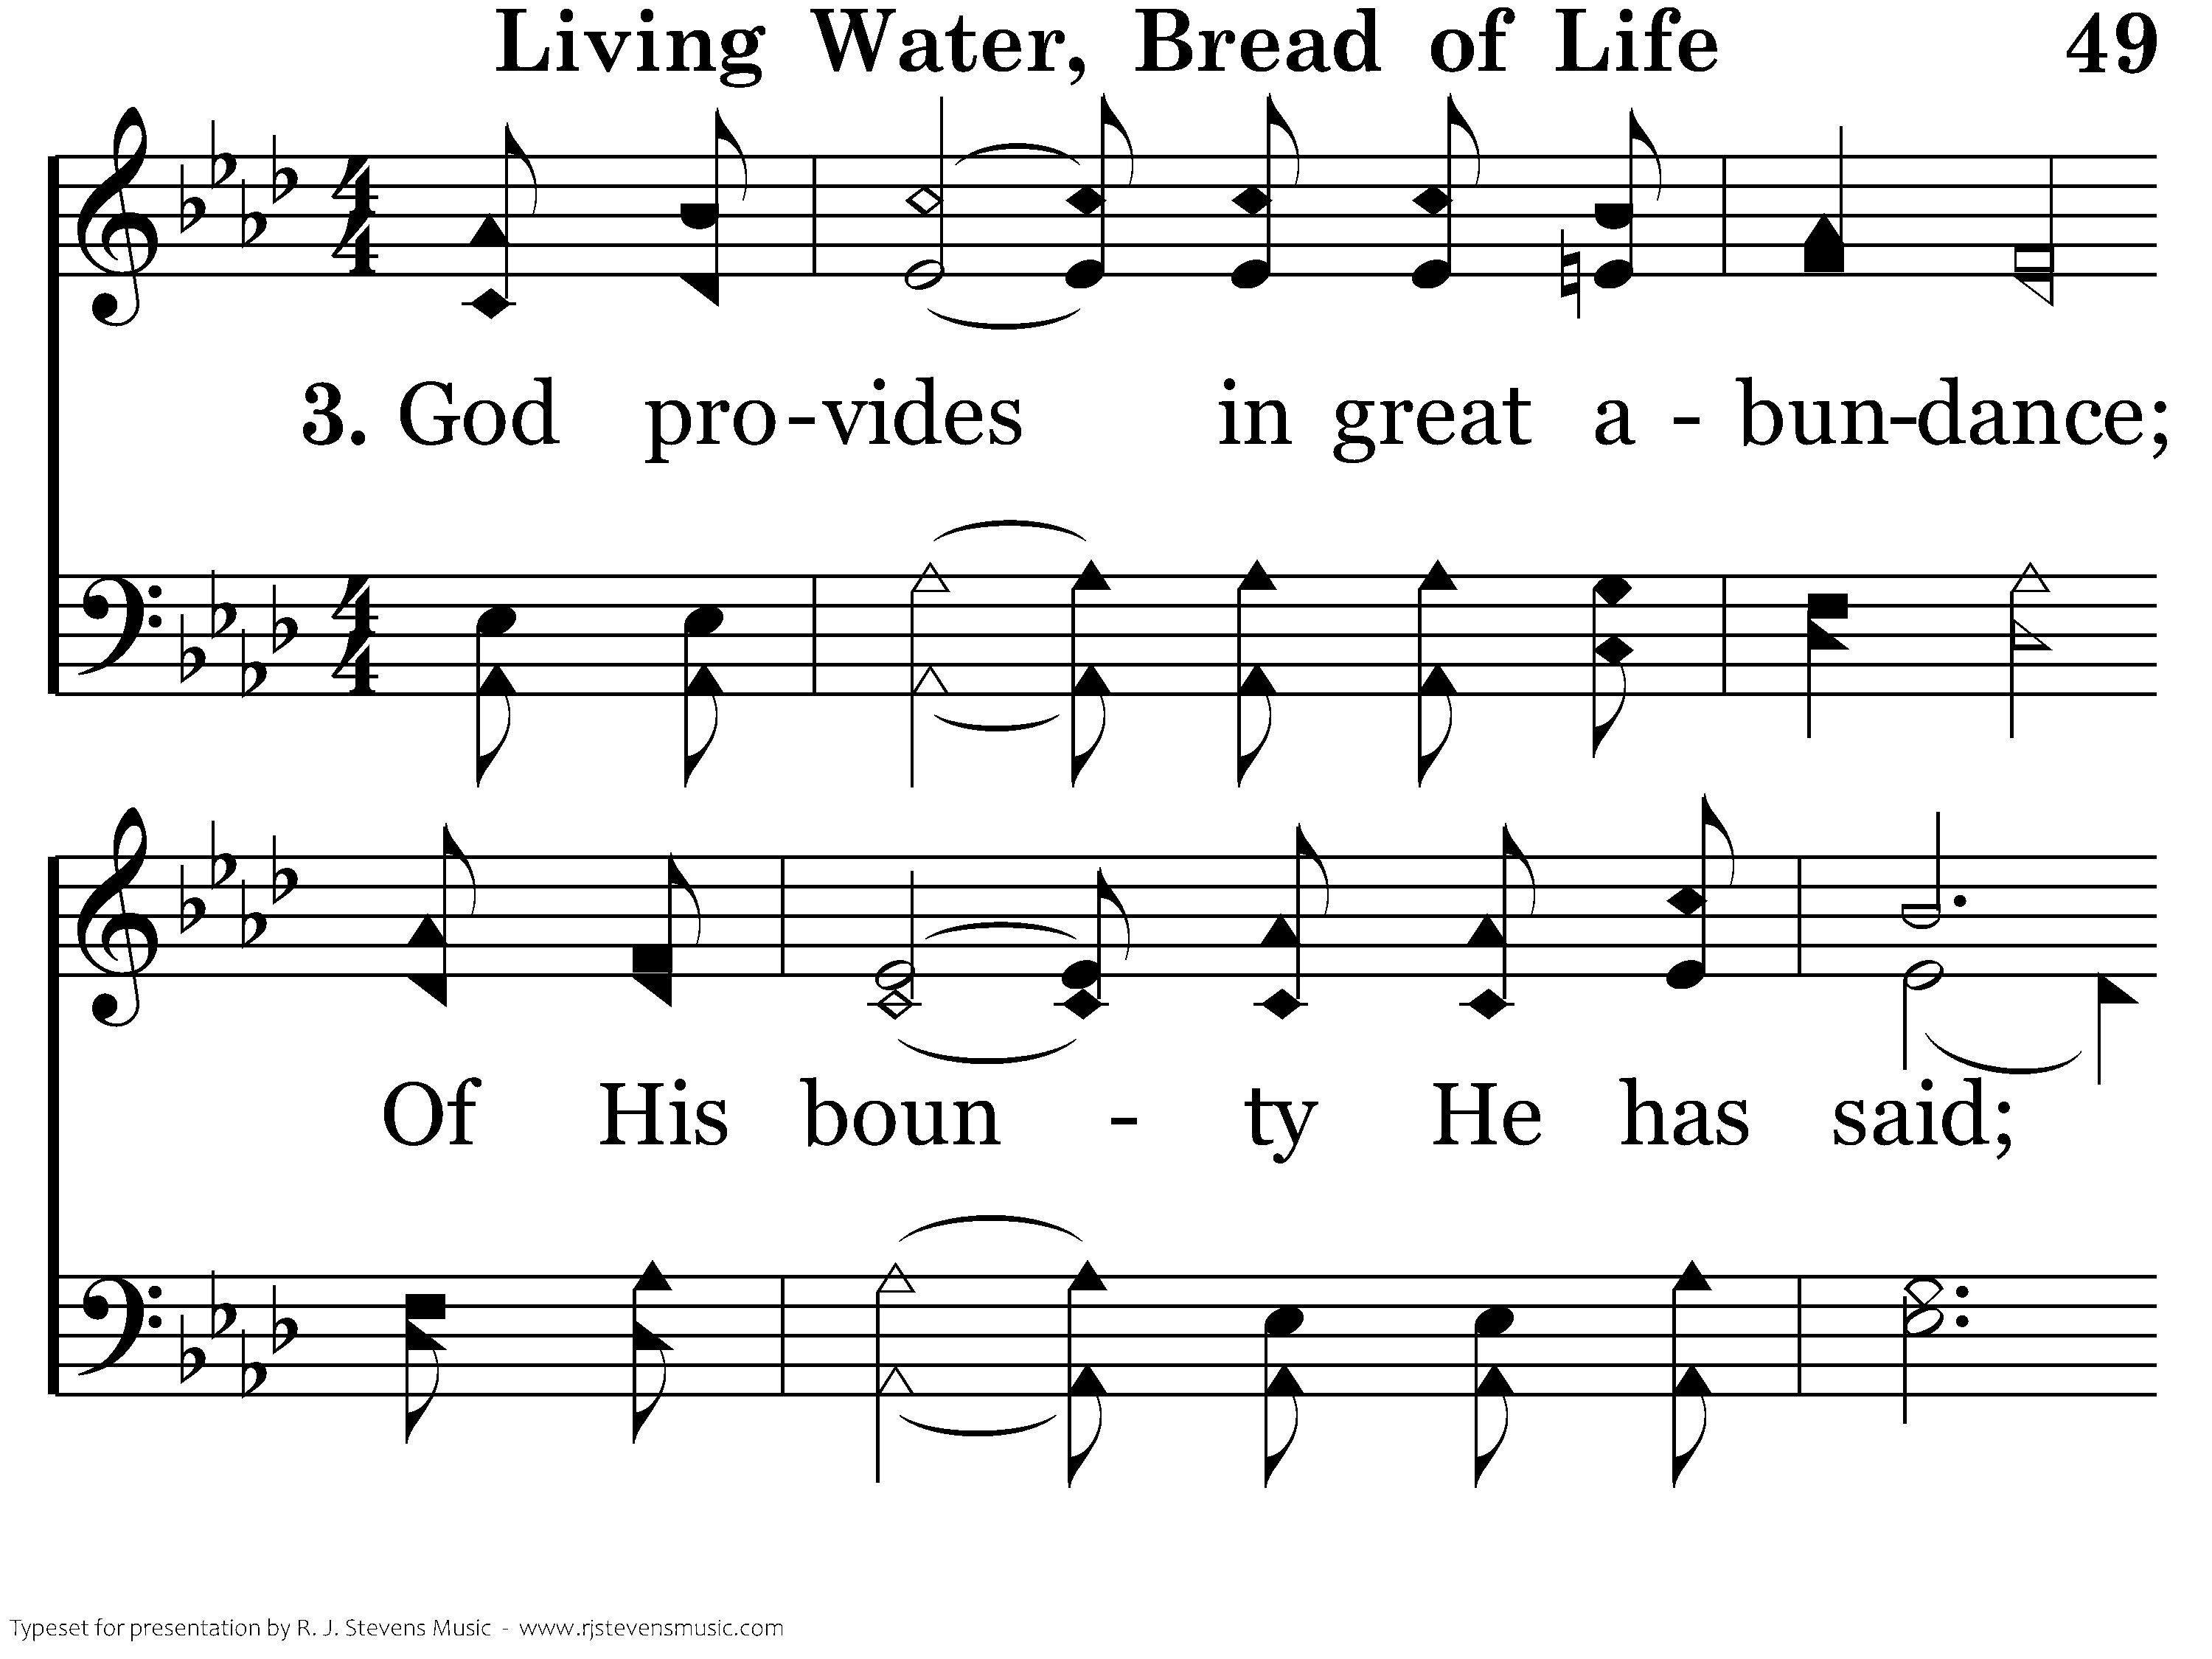 Living Water, Bread of Life 49
3. God pro-vides in great a - bun-dance;
Of His boun - ty He has said;
Typeset for presentation by R. J. Stevens Music - www.rjstevensmusic.com